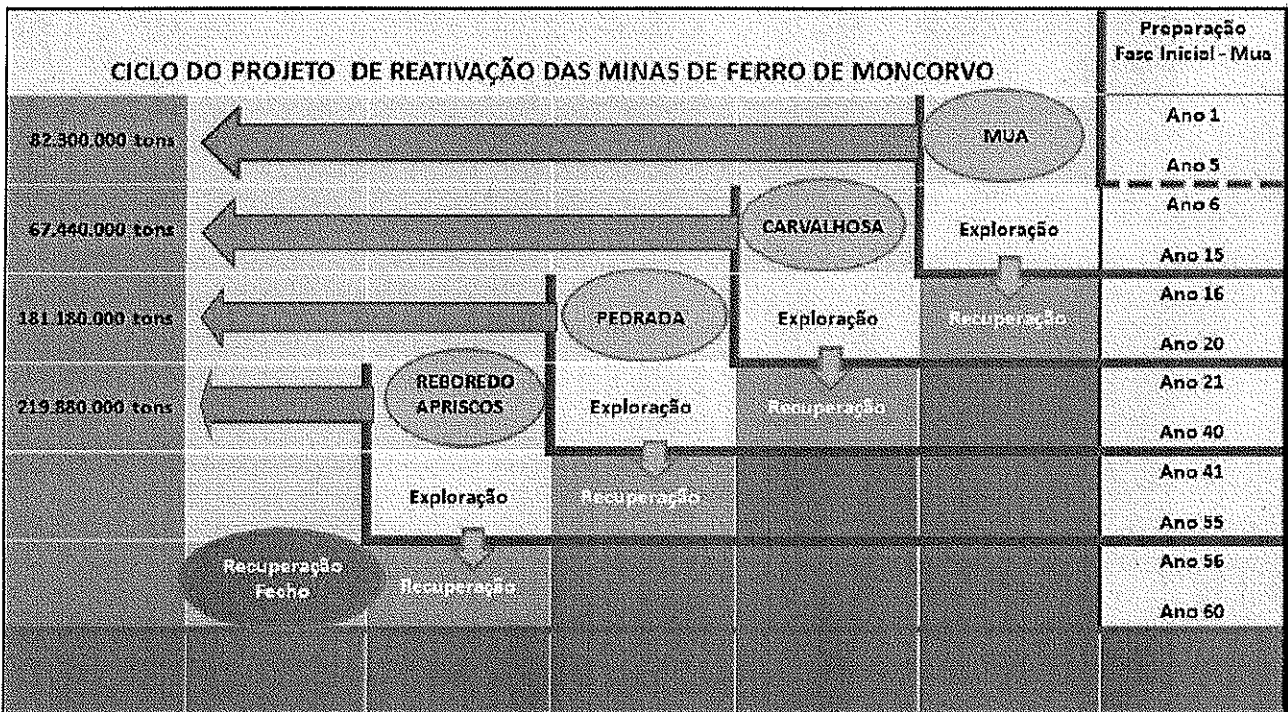 Preparação
Fase Inicial - Mua
CICLO DO PROJETO DE REATIVAÇÃO DAS MINAS DE FERRO DE MONCORVO
82.300.000 tons
MUA
Ano 1
Ano 5
67.440.000 tons
CARVALHOSA
Exploração
Ano 6
Ano 15
181.180.000 tons
PEDRADA
Exploração
Recuperação
Ano 16
Ano 20
219.880.000 tons
REBOREDO
APRISCOS
Exploração
Recuperação
Ano 21
Ano 40
Exploração
Recuperação
Ano 41
Ano 55
Recuperação
Fecho
Recuperação
Ano 56
Ano 60